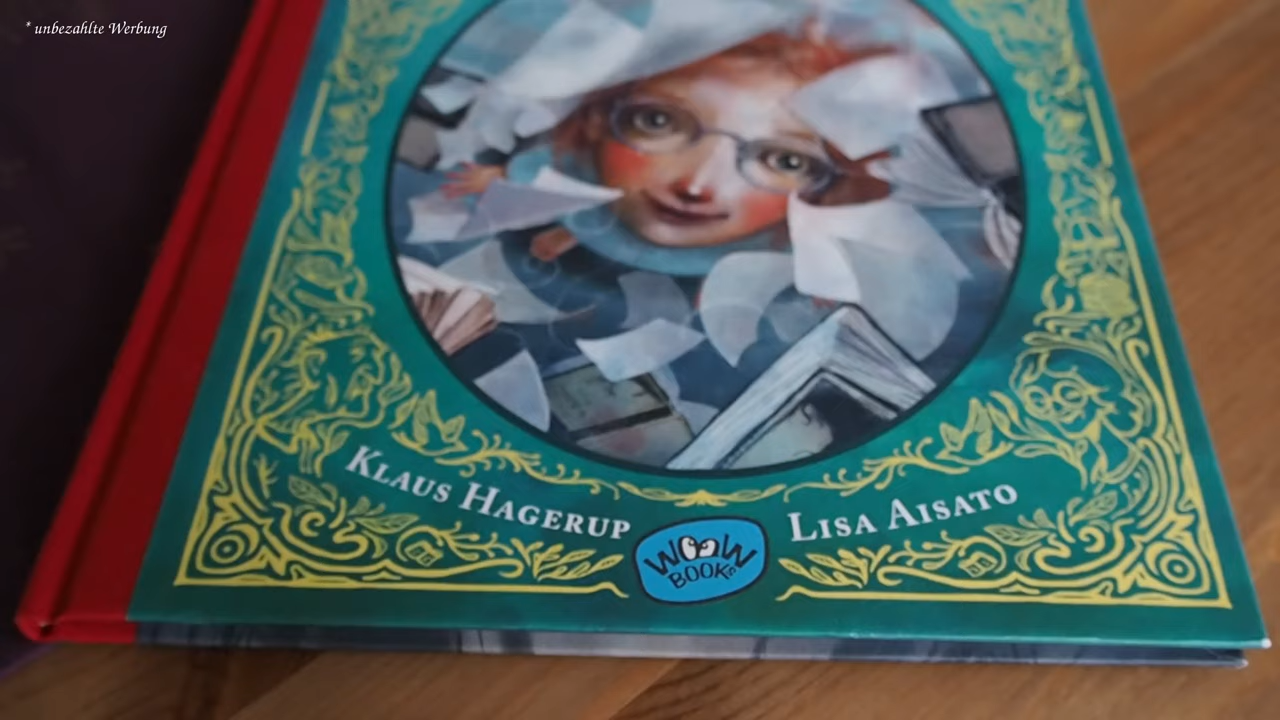 * unbezahlte Werbung
KLAUS HAGERUP
LISA AISATO
WOOW
BOOKS